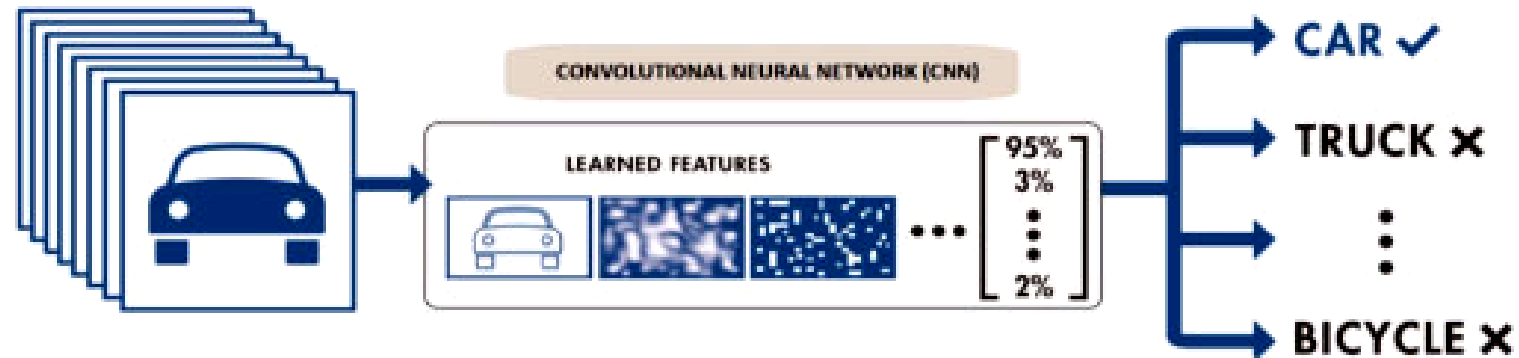 CONVOLUTIONAL NEURAL NETWORK (CNN)
LEARNED FEATURES
95%
3%
2%
CAR ✓
TRUCK ✕
BICYCLE ✕